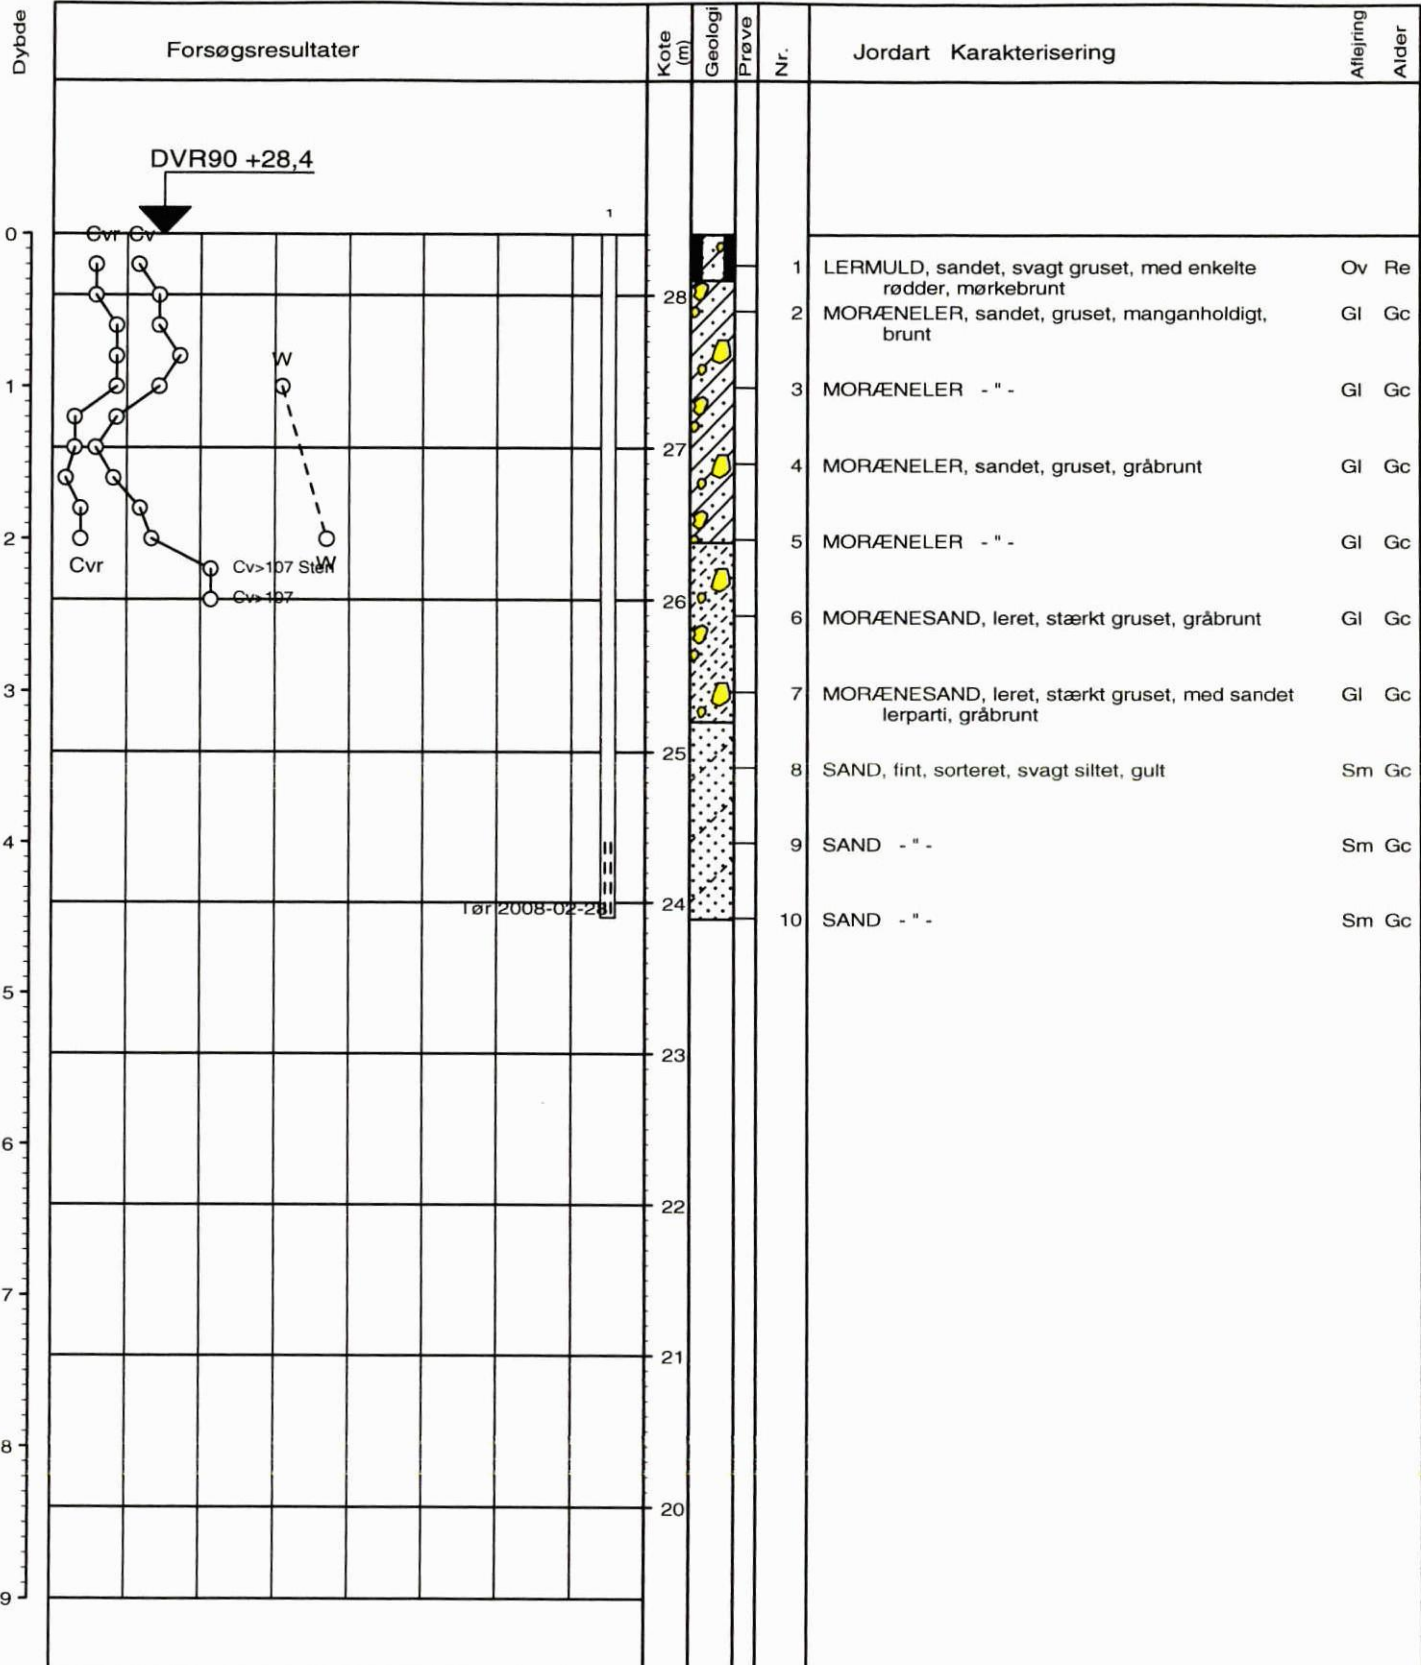 Dybde
Forsøgsresultater
Kote (m)
Geologi
Prøve
Nr.
Jordart Karakterisering
Aflejring
Alder
DVR90 +28,4
1
0
Cvr Cv
1 LERMULD, sandet, svagt gruset, med enkelte Ov Re
rødder, mørkebrunt
28
2 MORÆNELER, sandet, gruset, manganholdigt, Gl Gc
brunt
W
1
3 MORÆNELER - " - Gl Gc
27
4 MORÆNELER, sandet, gruset, gråbrunt Gl Gc
2
5 MORÆNELER - " - Gl Gc
Cvr
Cv>107 Sten
W
Cv>107
26
6 MORÆNESAND, leret, stærkt gruset, gråbrunt Gl Gc
3
7 MORÆNESAND, leret, stærkt gruset, med sandet Gl Gc
lerparti, gråbrunt
25
8 SAND, fint, sorteret, svagt siltet, gult Sm Gc
4
9 SAND - " - Sm Gc
24
Tør 2008-02-28
10 SAND - " - Sm Gc
5
23
6
22
7
21
8
20
9